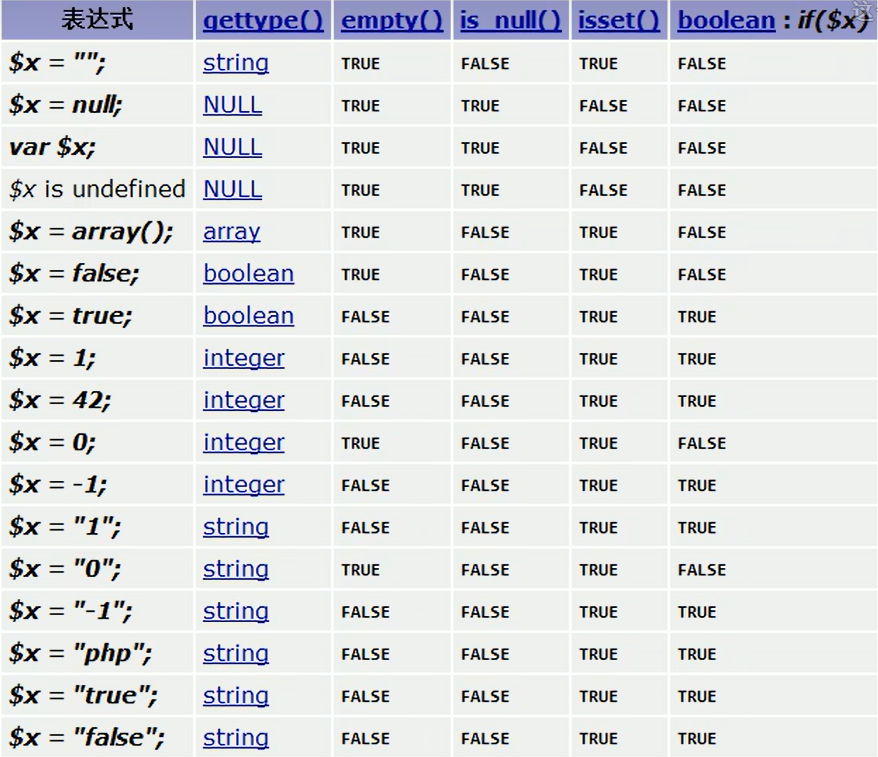 表达式 gettype() empty() is_null() isset() boolean : if($x)
$x = ""; string TRUE FALSE TRUE FALSE
$x = null; NULL TRUE TRUE FALSE FALSE
var $x; NULL TRUE TRUE FALSE FALSE
$x is undefined NULL TRUE TRUE FALSE FALSE
$x = array(); array TRUE FALSE TRUE FALSE
$x = false; boolean TRUE FALSE TRUE FALSE
$x = true; boolean FALSE FALSE TRUE TRUE
$x = 1; integer FALSE FALSE TRUE TRUE
$x = 42; integer FALSE FALSE TRUE TRUE
$x = 0; integer TRUE FALSE TRUE FALSE
$x = -1; integer FALSE FALSE TRUE TRUE
$x = "1"; string FALSE FALSE TRUE TRUE
$x = "0"; string TRUE FALSE TRUE FALSE
$x = "-1"; string FALSE FALSE TRUE TRUE
$x = "php"; string FALSE FALSE TRUE TRUE
$x = "true"; string FALSE FALSE TRUE TRUE
$x = "false"; string FALSE FALSE TRUE TRUE